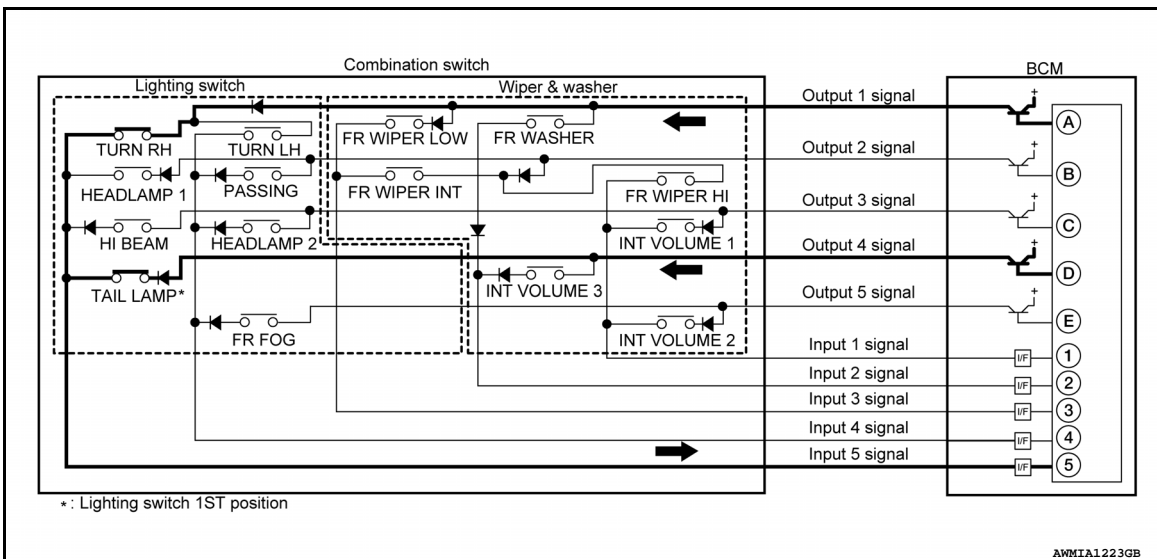 Combination switch
BCM
Lighting switch
Wiper & washer
Output 1 signal
+
A
FR WIPER LOW
FR WASHER
TURN RH
TURN LH
Output 2 signal
+
B
HEADLAMP 1
PASSING
FR WIPER INT
FR WIPER HI
Output 3 signal
+
C
HI BEAM
HEADLAMP 2
INT VOLUME 1
Output 4 signal
+
D
TAIL LAMP*
INT VOLUME 3
Output 5 signal
+
E
FR FOG
INT VOLUME 2
Input 1 signal
I/F
1
Input 2 signal
I/F
2
Input 3 signal
I/F
3
Input 4 signal
I/F
4
Input 5 signal
I/F
5
* : Lighting switch 1ST position
AWMIA1223GB